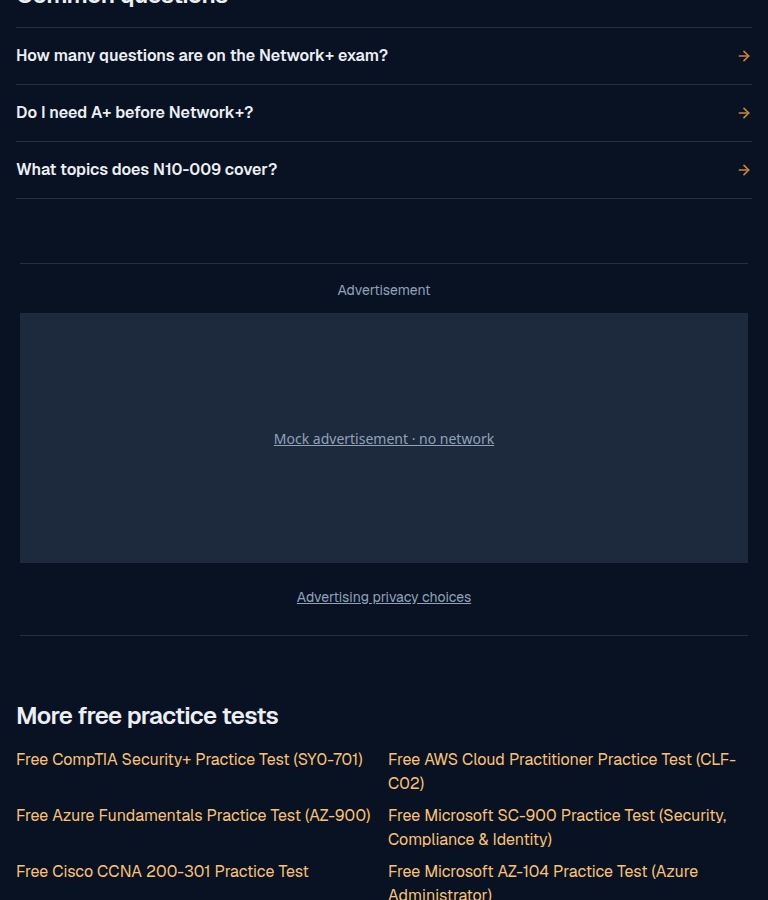 Common questions
How many questions are on the Network+ exam?
Do I need A+ before Network+?
What topics does N10-009 cover?
Advertisement
Mock advertisement · no network
Advertising privacy choices
More free practice tests
Free CompTIA Security+ Practice Test (SY0-701)
Free AWS Cloud Practitioner Practice Test (CLF-
C02)
Free Azure Fundamentals Practice Test (AZ-900)
Free Microsoft SC-900 Practice Test (Security,
Compliance & Identity)
Free Cisco CCNA 200-301 Practice Test
Free Microsoft AZ-104 Practice Test (Azure
Administrator)